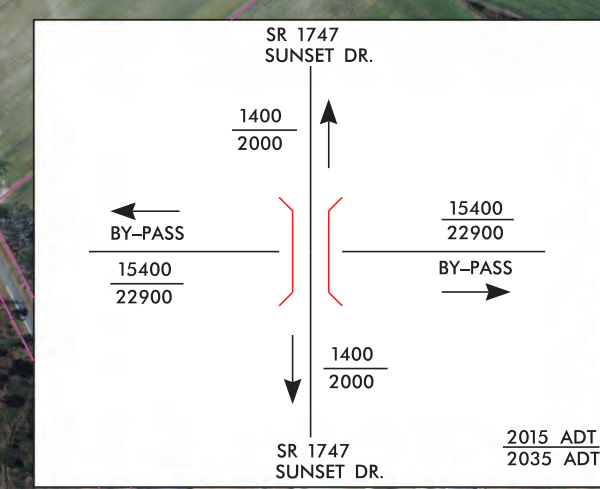 SR 1747
SUNSET DR.
1400
2000
15400
22900
BY–PASS
15400
22900
BY–PASS
1400
2000
SR 1747
SUNSET DR.
2015 ADT
2035 ADT